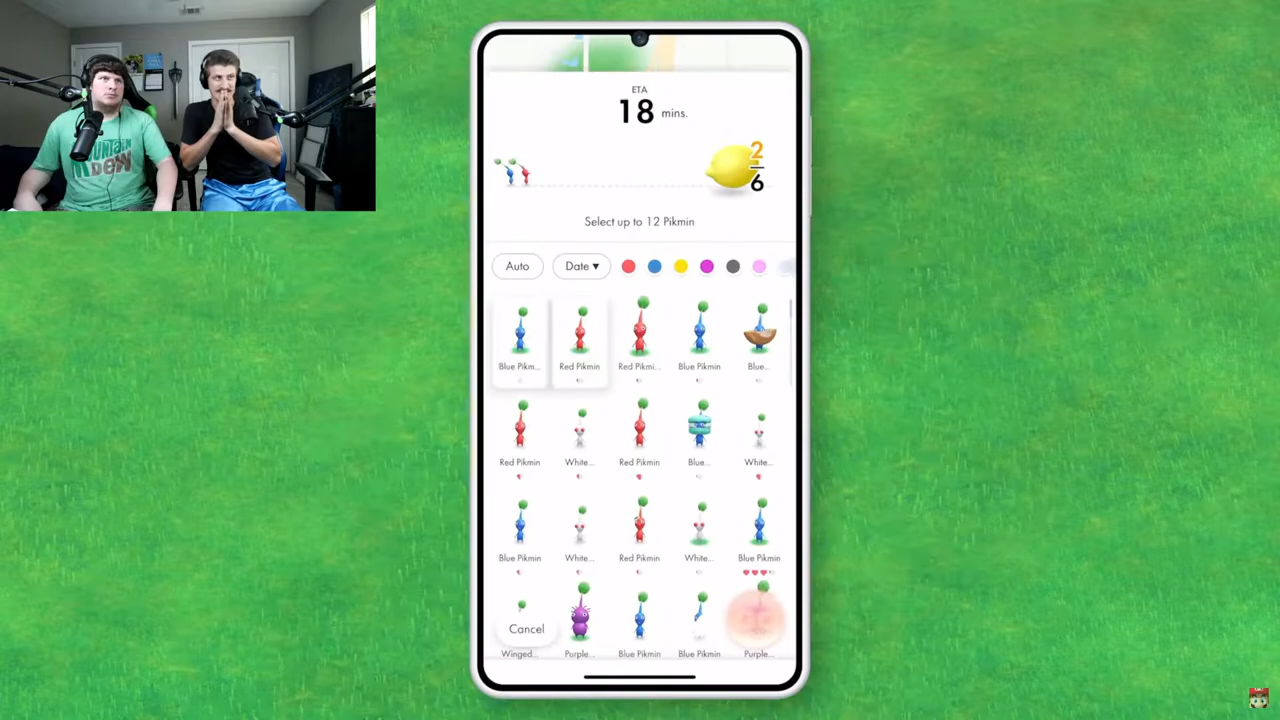 MOUNTAIN
DEW
ETA
18 mins.
2
6
Select up to 12 Pikmin
Auto
Date ▼
Blue Pikm...
Red Pikmin
Red Pikmi...
Blue Pikmin
Blue...
Red Pikmin
White...
Red Pikmin
Blue...
White...
Blue Pikmin
White...
Red Pikmin
White...
Blue Pikmin
Cancel
Winged...
Purple...
Blue Pikmin
Blue Pikmin
Purple...